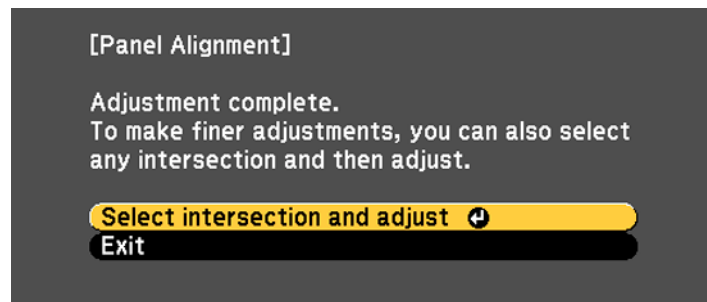 [Panel Alignment]
Adjustment complete.
To make finer adjustments, you can also select
any intersection and then adjust.
Select intersection and adjust
Exit